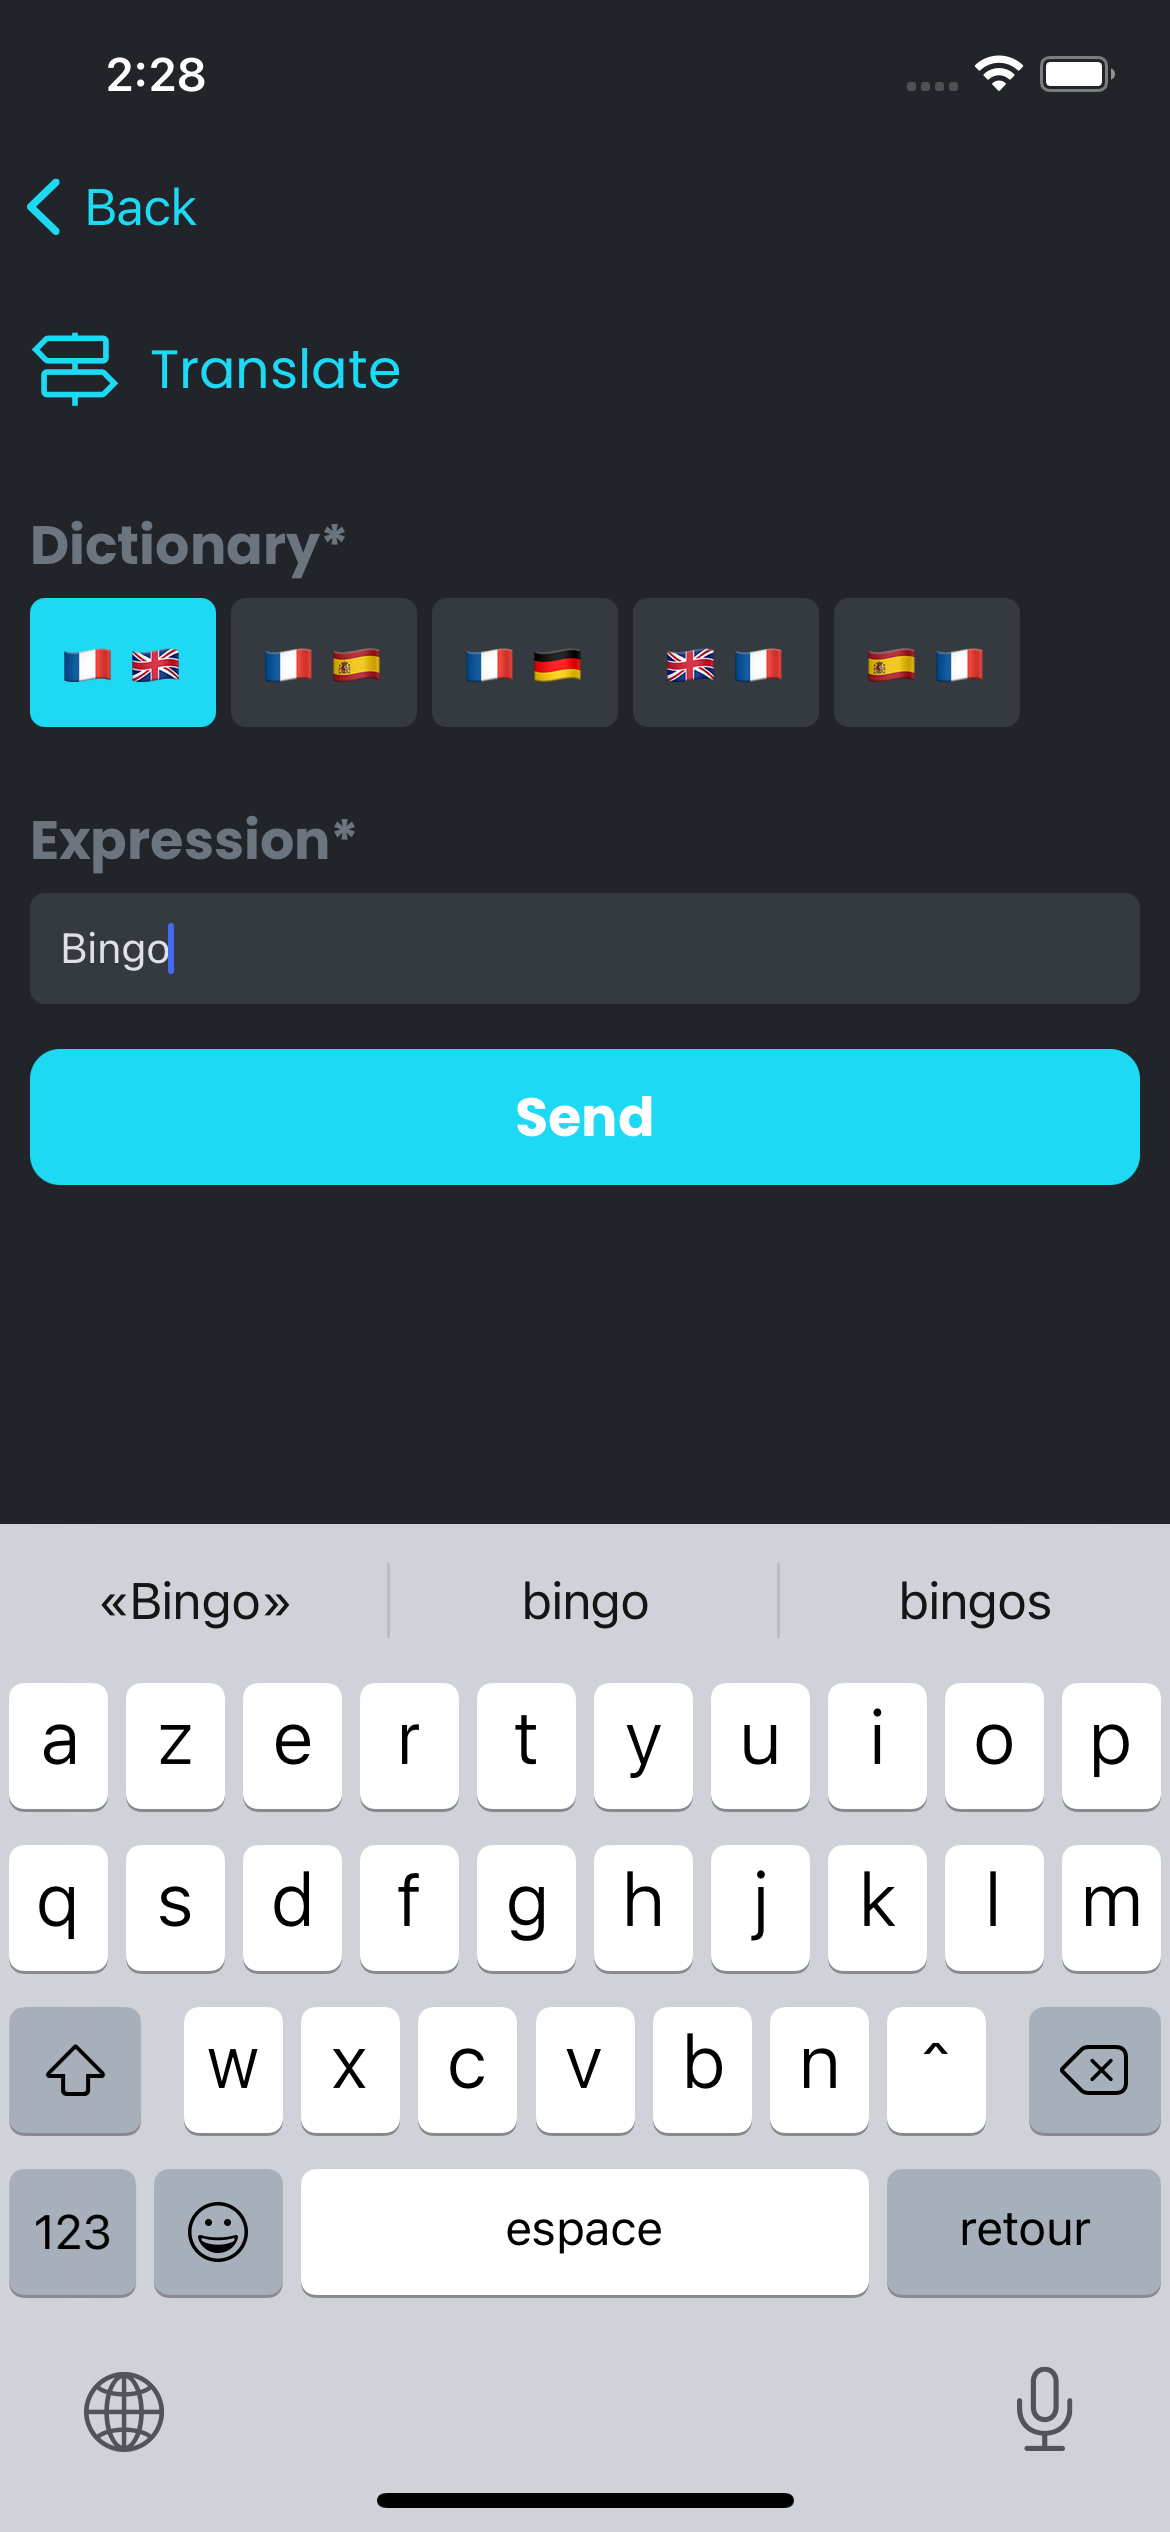 2:28
Back
Translate
Dictionary*
Expression*
Bingo
Send
«Bingo» bingo bingos
a z e r t y u i o p
q s d f g h j k l m
w x c v b n ^
123 espace retour